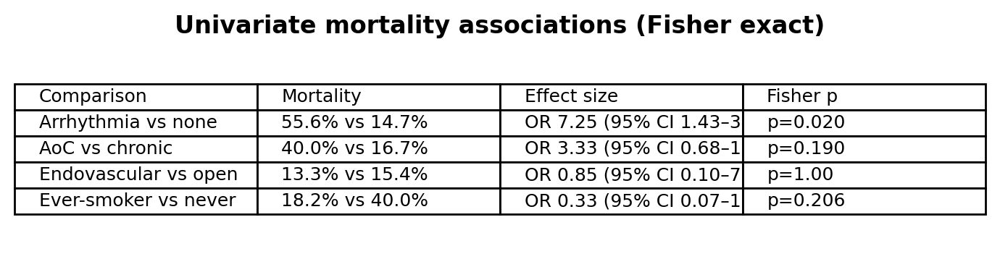 Univariate mortality associations (Fisher exact)
Comparison Mortality Effect size Fisher p
Arrhythmia vs none 55.6% vs 14.7% OR 7.25 (95% CI 1.43–3 p=0.020
AoC vs chronic 40.0% vs 16.7% OR 3.33 (95% CI 0.68–1 p=0.190
Endovascular vs open 13.3% vs 15.4% OR 0.85 (95% CI 0.10–7 p=1.00
Ever-smoker vs never 18.2% vs 40.0% OR 0.33 (95% CI 0.07–1 p=0.206